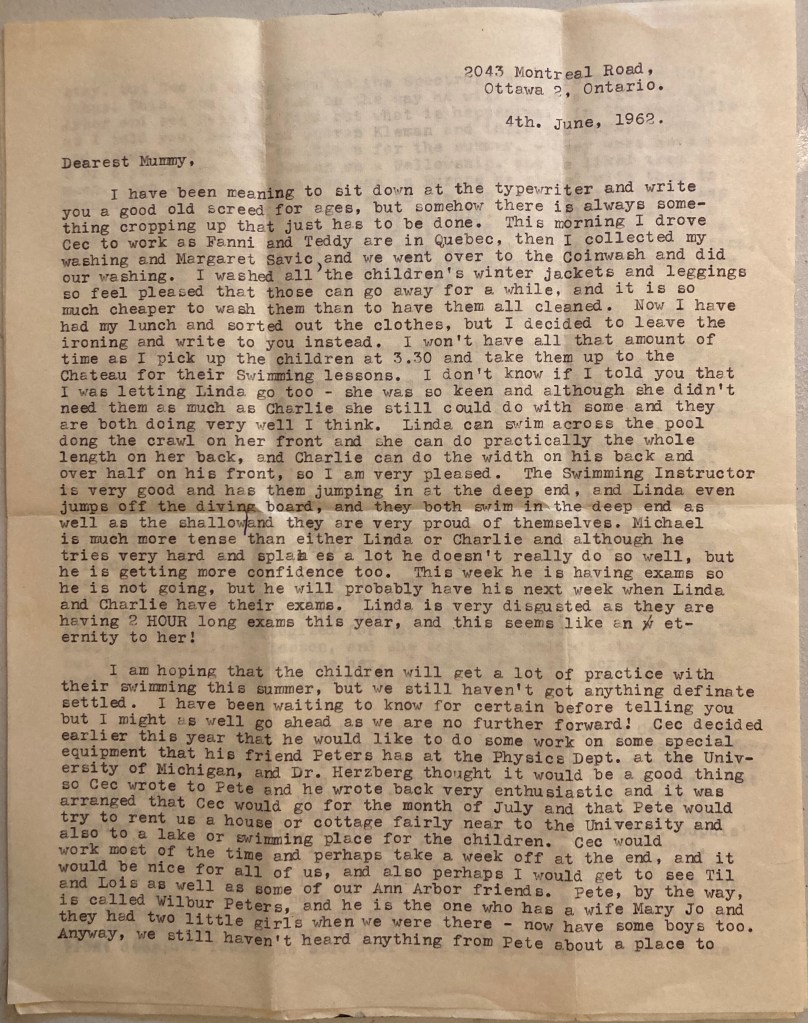 2043 Montreal Road,
Ottawa 2, Ontario.
4th. June, 1962.
Dearest Mummy,
I have been meaning to sit down at the typewriter and write
you a good old screed for ages, but somehow there is always some-
thing cropping up that just has to be done. This morning I drove
Cec to work as Fanni and Teddy are in Quebec, then I collected my
washing and Margaret Savic, and we went over to the Coinwash and did
our washing. I washed all the children's winter jackets and leggings
so feel pleased that those can go away for a while, and it is so
much cheaper to wash them than to have them all cleaned. Now I have
had my lunch and sorted out the clothes, but I decided to leave the
ironing and write to you instead. I won't have all that amount of
time as I pick up the children at 3.30 and take them up to the
Chateau for their Swimming lessons. I don't know if I told you that
I was letting Linda go too - she was so keen and although she didn't
need them as much as Charlie she still could do with some and they
are both doing very well I think. Linda can swim across the pool
dong the crawl on her front and she can do practically the whole
length on her back, and Charlie can do the width on his back and
over half on his front, so I am very pleased. The Swimming Instructor
is very good and has them jumping in at the deep end, and Linda even
jumps off the diving board, and they both swim in the deep end as
well as the shallow/and they are very proud of themselves. Michael
is much more tense than either Linda or Charlie and although he
tries very hard and splahes a lot he doesn't really do so well, but
he is getting more confidence too. This week he is having exams so
he is not going, but he will probably have his next week when Linda
and Charlie have their exams. Linda is very disgusted as they are
having 2 HOUR long exams this year, and this seems like an et-
ernity to her!
I am hoping that the children will get a lot of practice with
their swimming this summer, but we still haven't got anything definate
settled. I have been waiting to know for certain before telling you
but I might as well go ahead as we are no further forward! Cec decided
earlier this year that he would like to do some work on some special
equipment that his friend Peters has at the Physics Dept. at the Univ-
ersity of Michigan, and Dr. Herzberg thought it would be a good thing
so Cec wrote to Pete and he wrote back very enthusiastic and it was
arranged that Cec would go for the month of July and that Pete would
try to rent us a house or cottage fairly near to the University and
also to a lake or swimming place for the children. Cec would
work most of the time and perhaps take a week off at the end, and it
would be nice for all of us, and also perhaps I would get to see Til
and Lois as well as some of our Ann Arbor friends. Pete, by the way,
is called Wilbur Peters, and he is the one who has a wife Mary Jo and
they had two little girls when we were there - now have some boys too.
Anyway, we still haven't heard anything from Pete about a place to